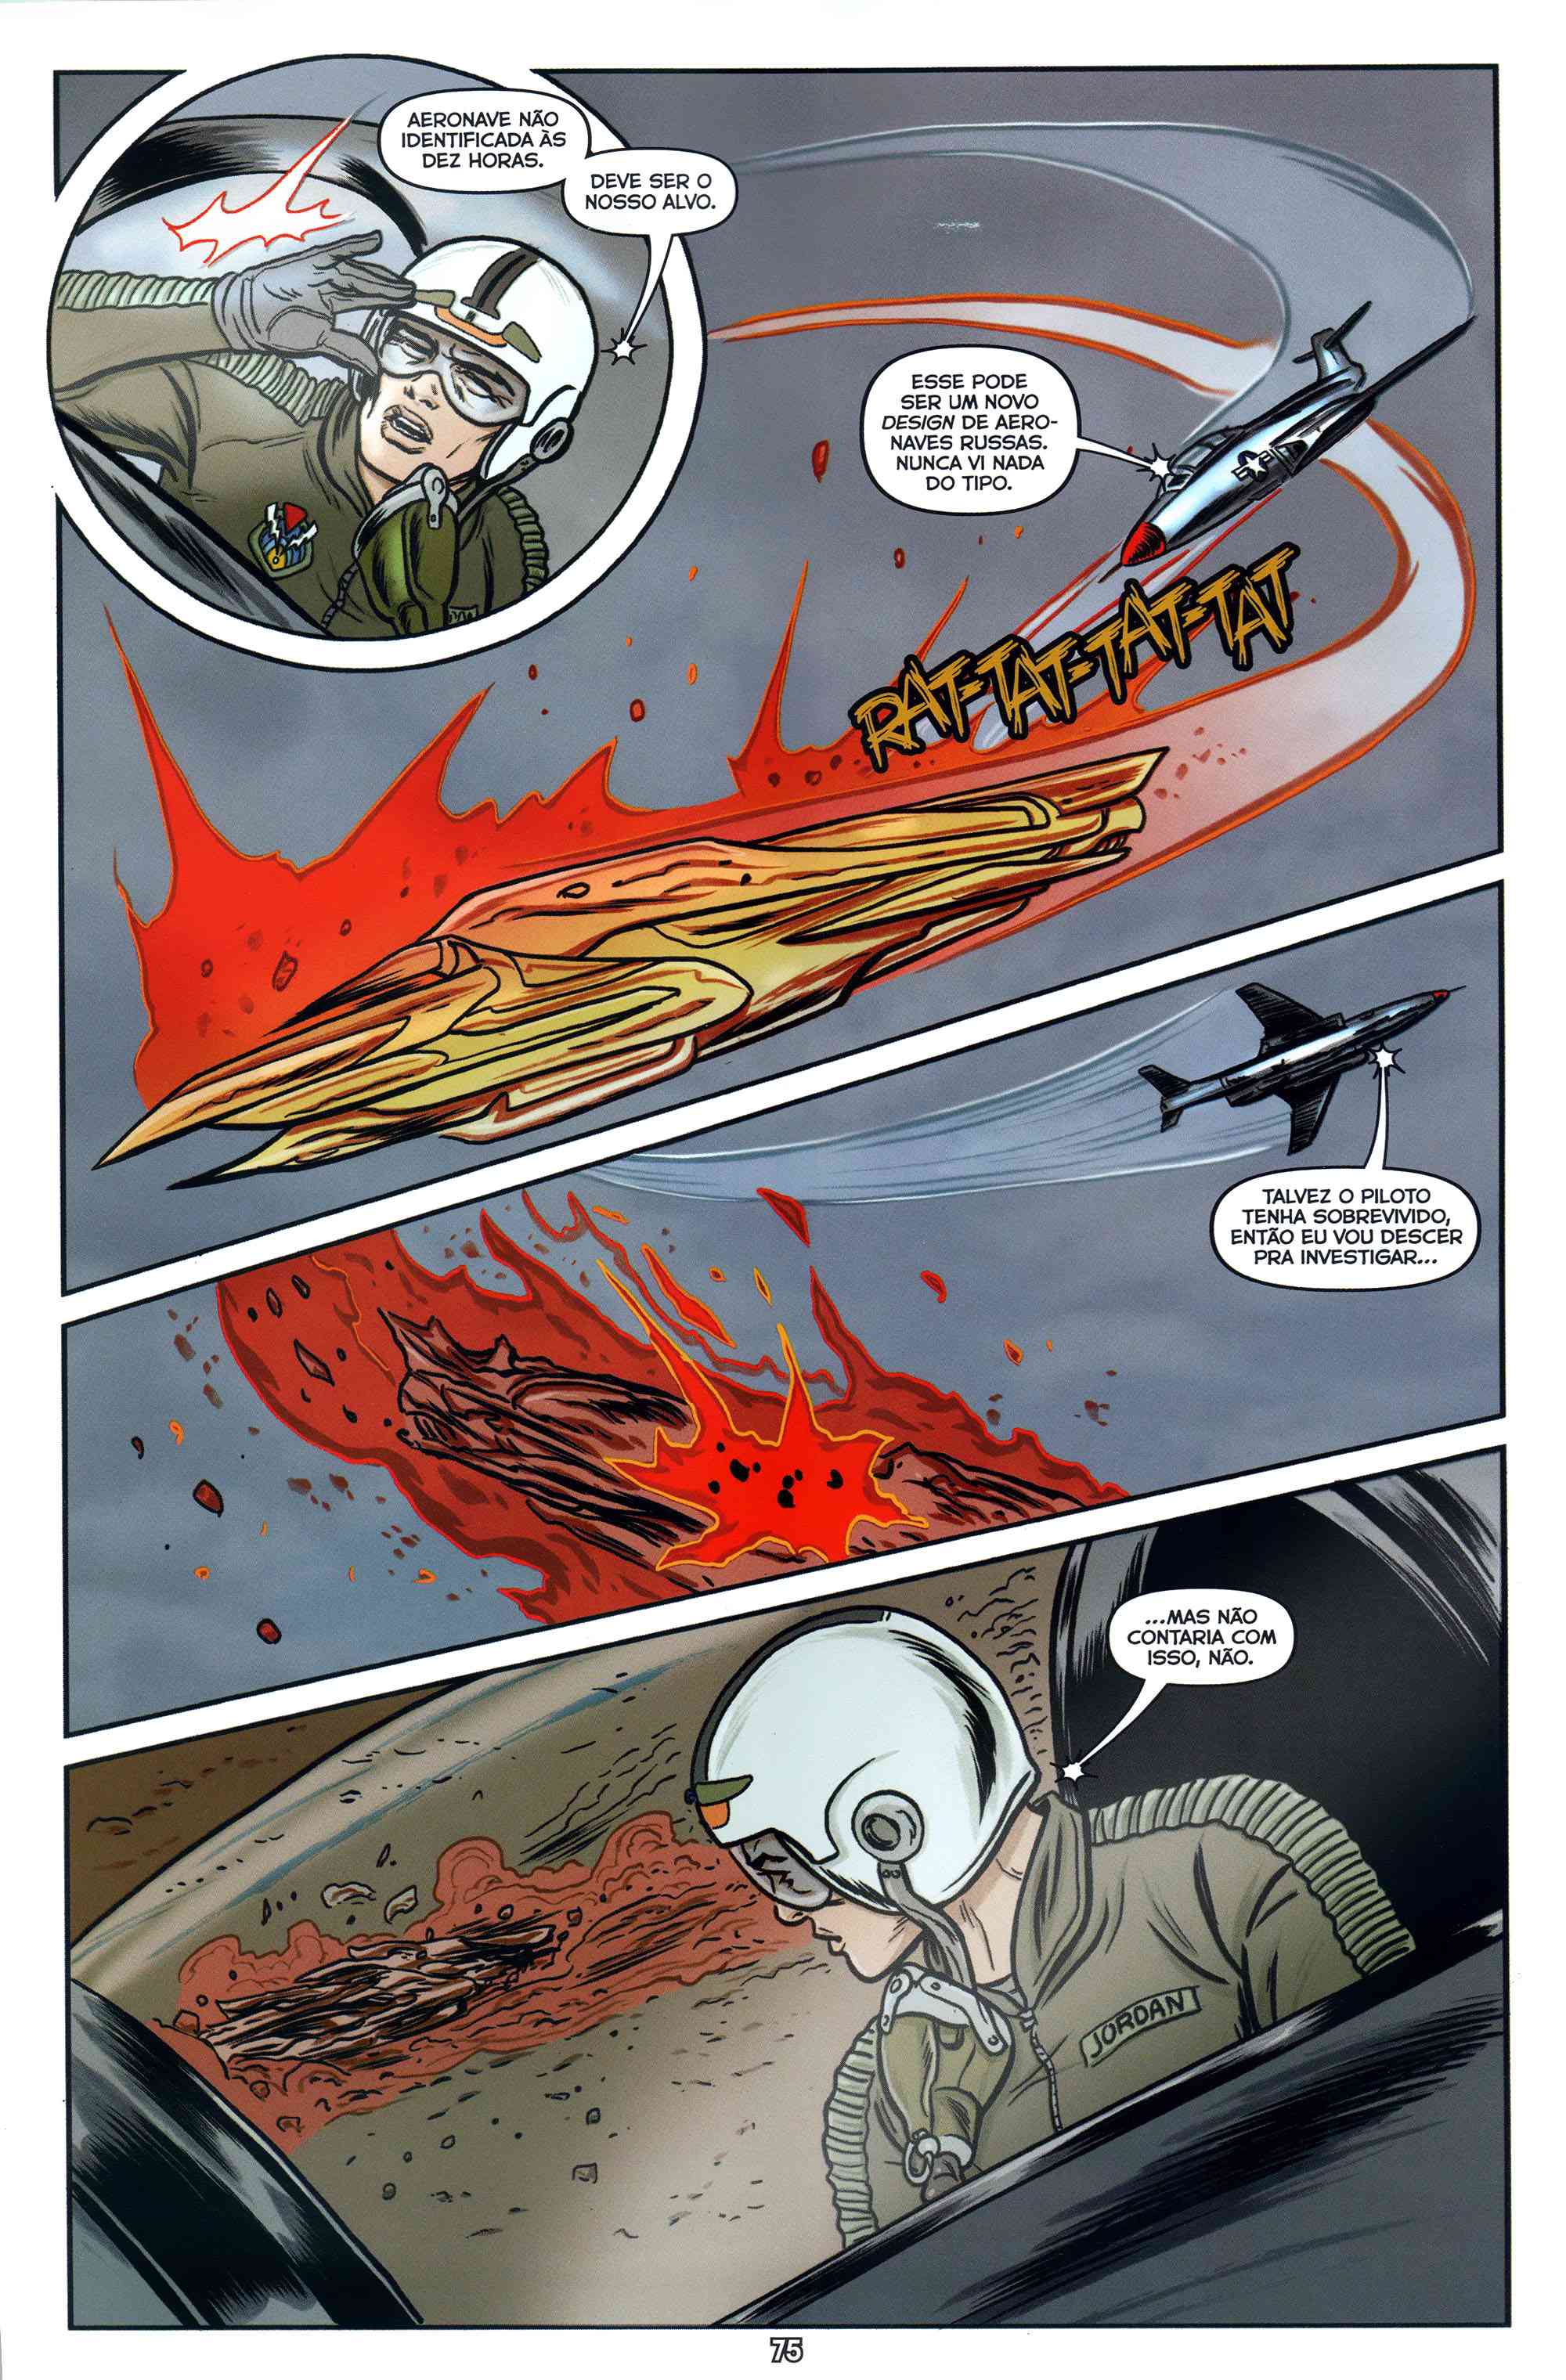 AERONAVE NÃO
IDENTIFICADA ÀS
DEZ HORAS.
DEVE SER O
NOSSO ALVO.
ESSE PODE
SER UM NOVO
DESIGN DE AERO-
NAVES RUSSAS.
NUNCA VI NADA
DO TIPO.
RAT-TAT-TAT-TAT
TALVEZ O PILOTO
TENHA SOBREVIVIDO,
ENTÃO EU VOU DESCER
PRA INVESTIGAR...
...MAS NÃO
CONTARIA COM
ISSO, NÃO.
JORDAN
75